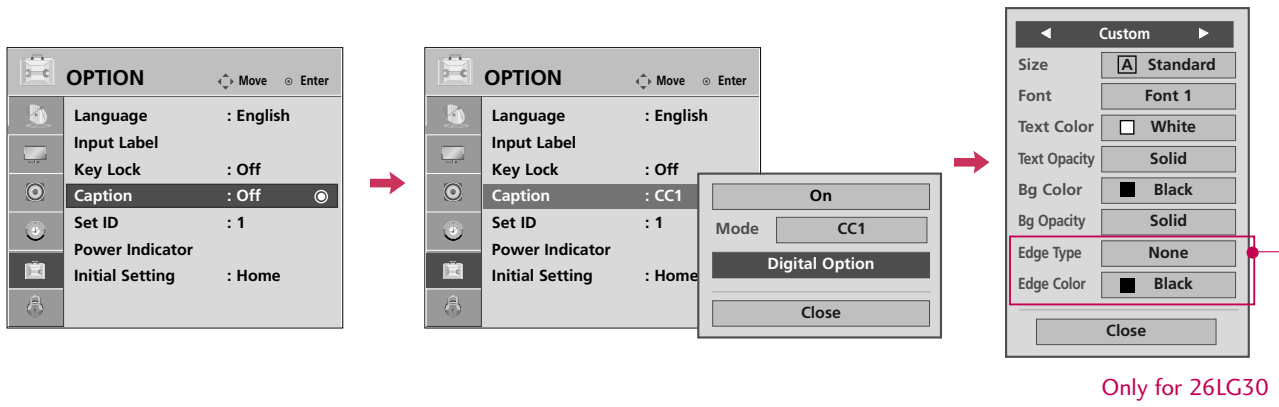 OPTION Move Enter
Language : English
Input Label
Key Lock : Off
Caption : Off
Set ID : 1
Power Indicator
Initial Setting : Home
OPTION Move Enter
Language : English
Input Label
Key Lock : Off
Caption : CC1
Set ID : 1
Power Indicator
Initial Setting : Home
On
Mode CC1
Digital Option
Close
Custom
Size A Standard
Font Font 1
Text Color White
Text Opacity Solid
Bg Color Black
Bg Opacity Solid
Edge Type None
Edge Color Black
Close
Only for 26LG30